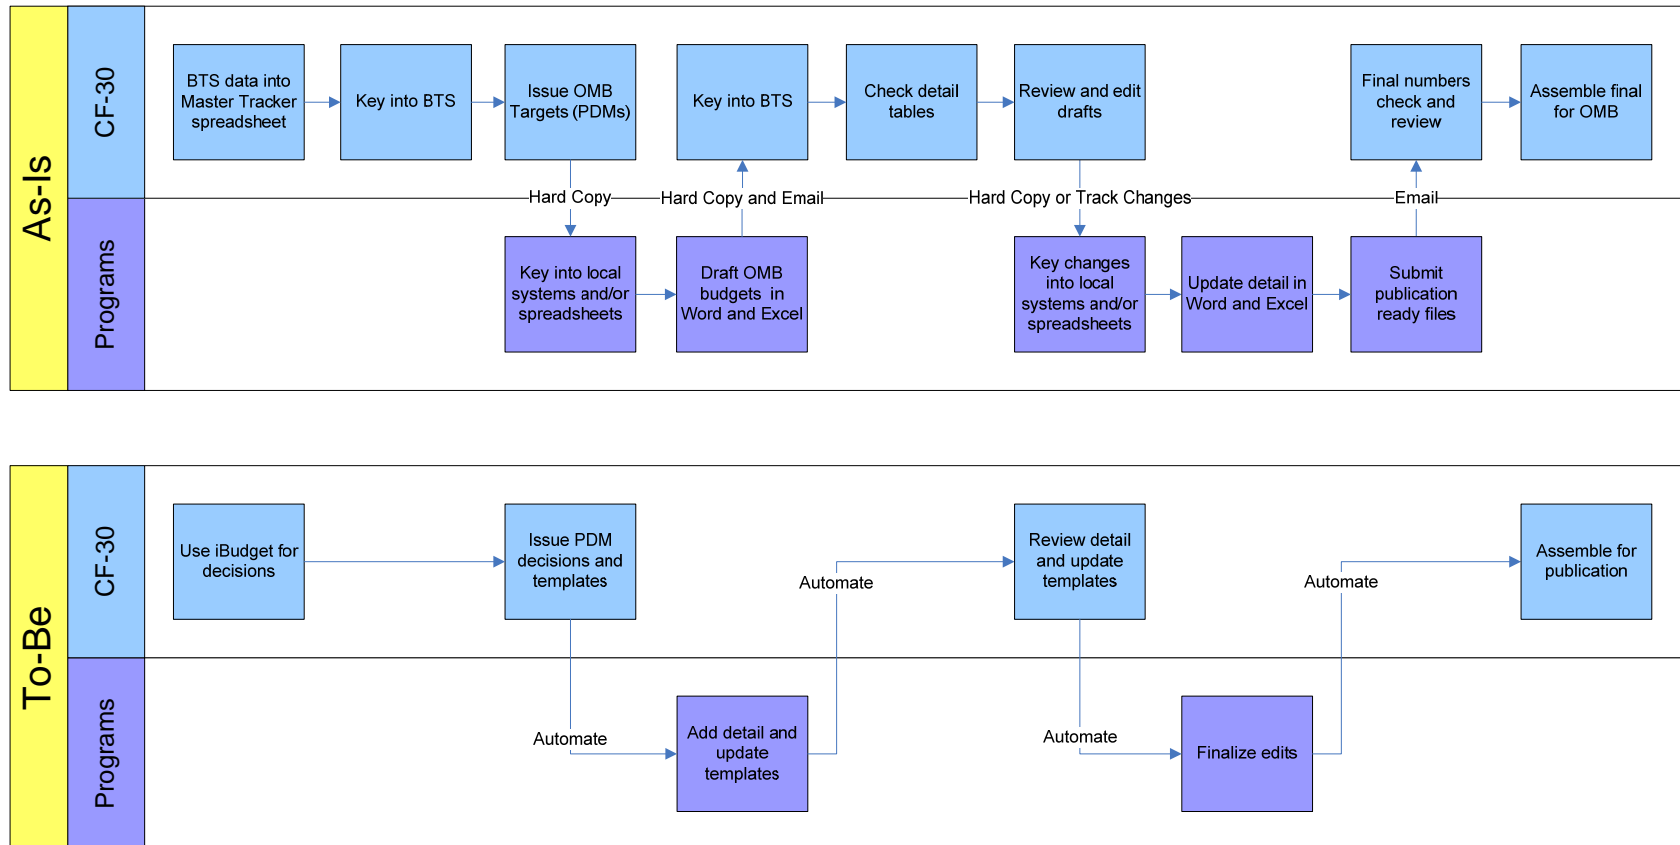 As-Is
CF-30
BTS data into
Master Tracker
spreadsheet
Key into BTS
Issue OMB
Targets (PDMs)
Key into BTS
Check detail
tables
Review and edit
drafts
Final numbers
check and
review
Assemble final
for OMB
Hard Copy
Hard Copy and Email
Hard Copy or Track Changes
Email
Programs
Key into local
systems and/or
spreadsheets
Draft OMB
budgets in
Word and Excel
Key changes
into local
systems and/or
spreadsheets
Update detail in
Word and Excel
Submit
publication
ready files
To-Be
CF-30
Use iBudget for
decisions
Issue PDM
decisions and
templates
Automate
Review detail
and update
templates
Automate
Assemble for
publication
Programs
Automate
Add detail and
update
templates
Automate
Finalize edits